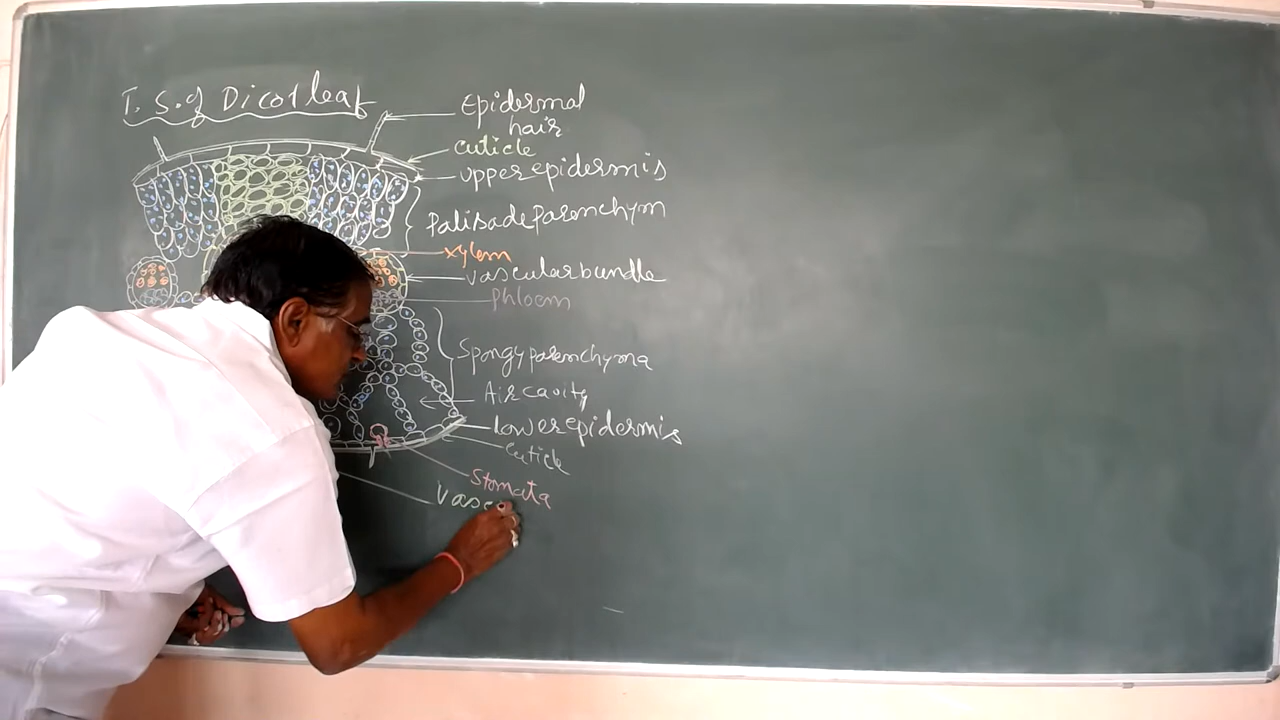 T. S. of Dicot leaf
Epidermal
hair
cuticle
upper epidermis
Palisade parenchym
xylem
vascular bundle
Phloem
Spongy parenchyma
Air cavity
lower epidermis
Cuticle
Stomata
Vasc